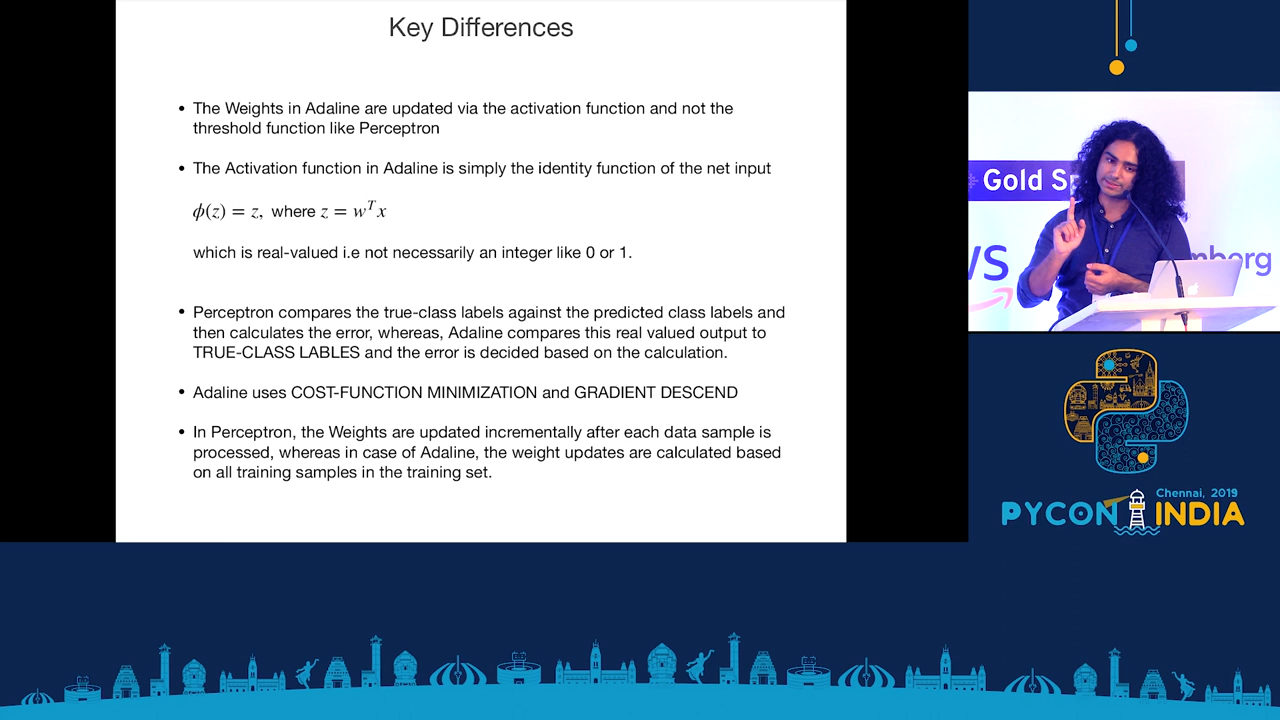 Key Differences
• The Weights in Adaline are updated via the activation function and not the
threshold function like Perceptron
• The Activation function in Adaline is simply the identity function of the net input
ϕ(z) = z, where z = wᵀx
which is real-valued i.e not necessarily an integer like 0 or 1.
• Perceptron compares the true-class labels against the predicted class labels and
then calculates the error, whereas, Adaline compares this real valued output to
TRUE-CLASS LABLES and the error is decided based on the calculation.
• Adaline uses COST-FUNCTION MINIMIZATION and GRADIENT DESCEND
• In Perceptron, the Weights are updated incrementally after each data sample is
processed, whereas in case of Adaline, the weight updates are calculated based
on all training samples in the training set.
Gold
Chennai, 2019
PYCON INDIA